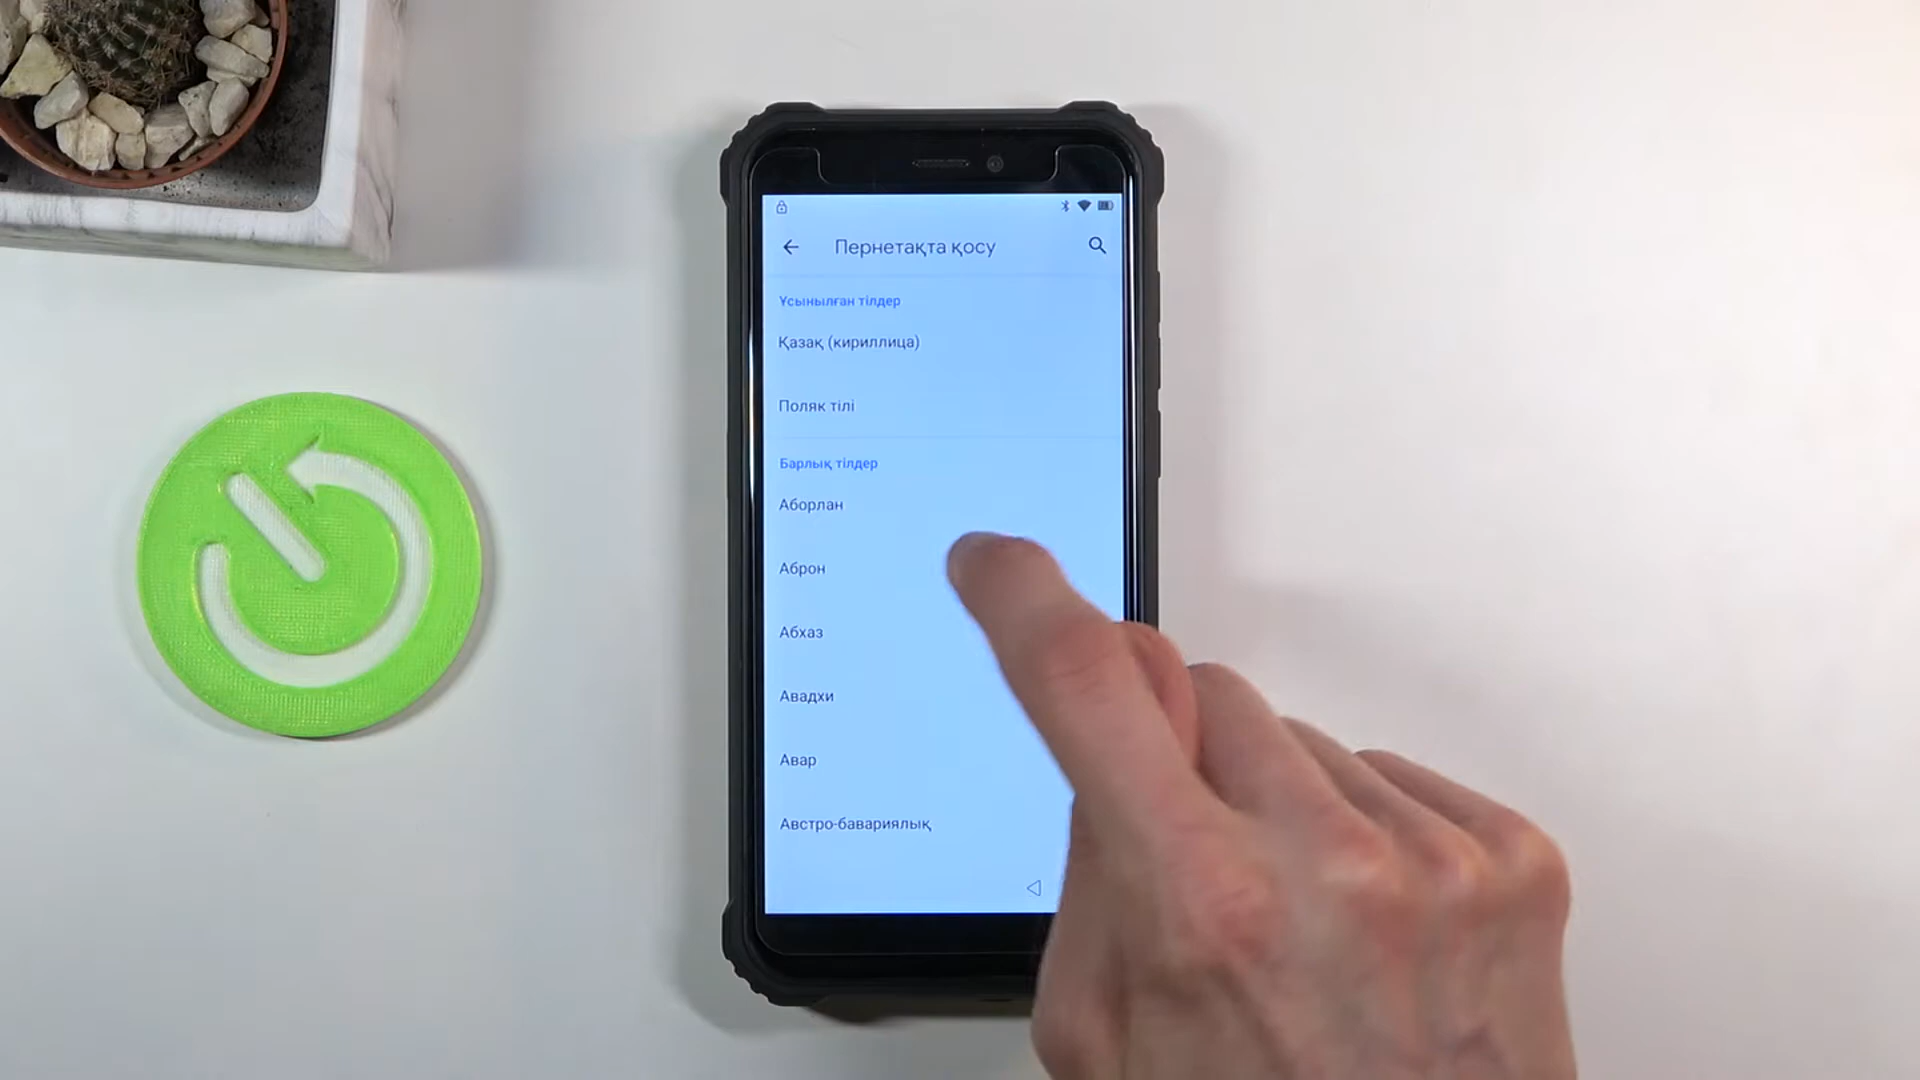 Пернетақта қосу
Ұсынылған тілдер
Қазақ (кириллица)
Поляк тілі
Барлық тілдер
Аборлан
Аброн
Абхаз
Авадхи
Авар
Австро-бавариялық